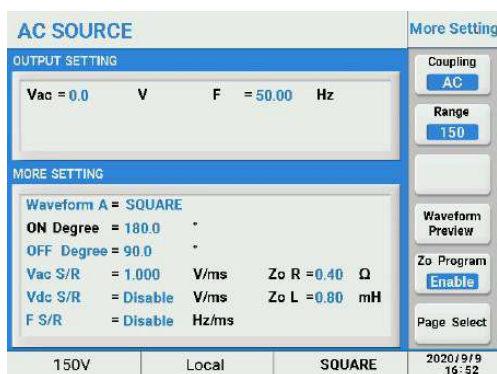 AC SOURCE
More Setting
OUTPUT SETTING
Vac = 0.0 V F = 50.00 Hz
MORE SETTING
Waveform A = SQUARE
ON Degree = 180.0 °
OFF Degree = 90.0 °
Vac S/R = 1.000 V/ms Zo R = 0.40 Ω
Vdc S/R = Disable V/ms Zo L = 0.80 mH
F S/R = Disable Hz/ms
Coupling
AC
Range
150
Waveform
Preview
Zo Program
Enable
Page Select
150V Local SQUARE
2020/9/9
16:52